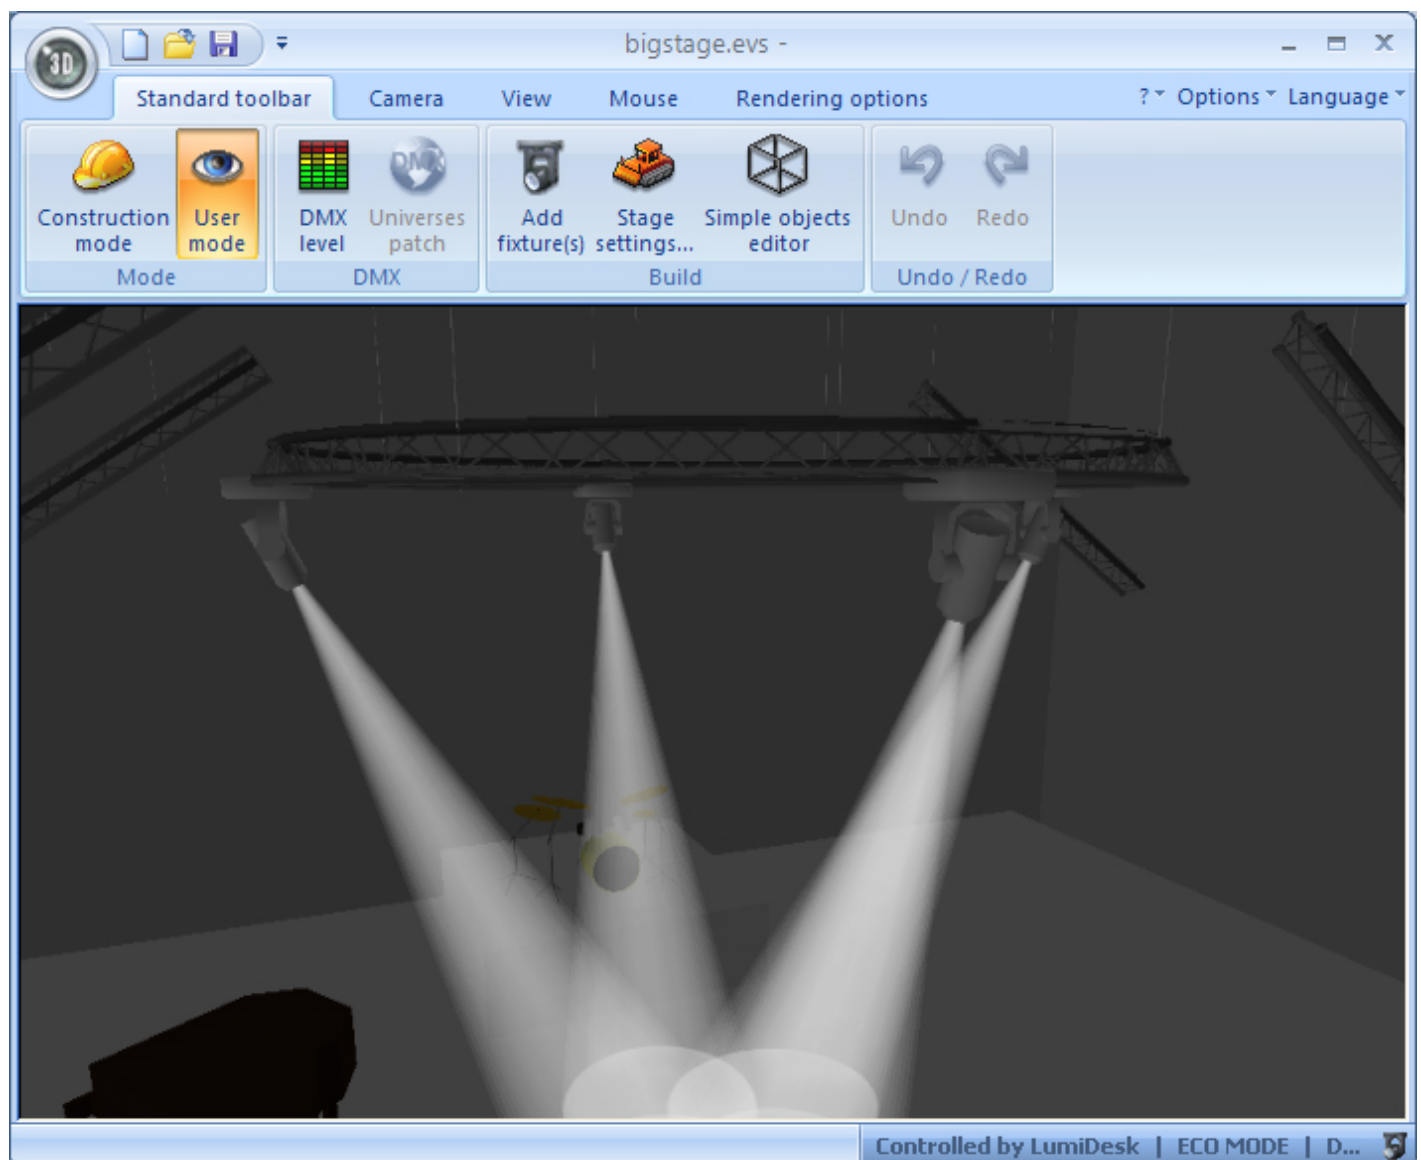 3D
bigstage.evs -
Standard toolbar Camera View Mouse Rendering options ? Options Language
Construction mode
User mode
DMX level
DMX
Universes patch
Add fixture(s)
Stage settings...
Simple objects editor
Undo
Redo
Mode
DMX
Build
Undo / Redo
Controlled by LumiDesk | ECO MODE | D...